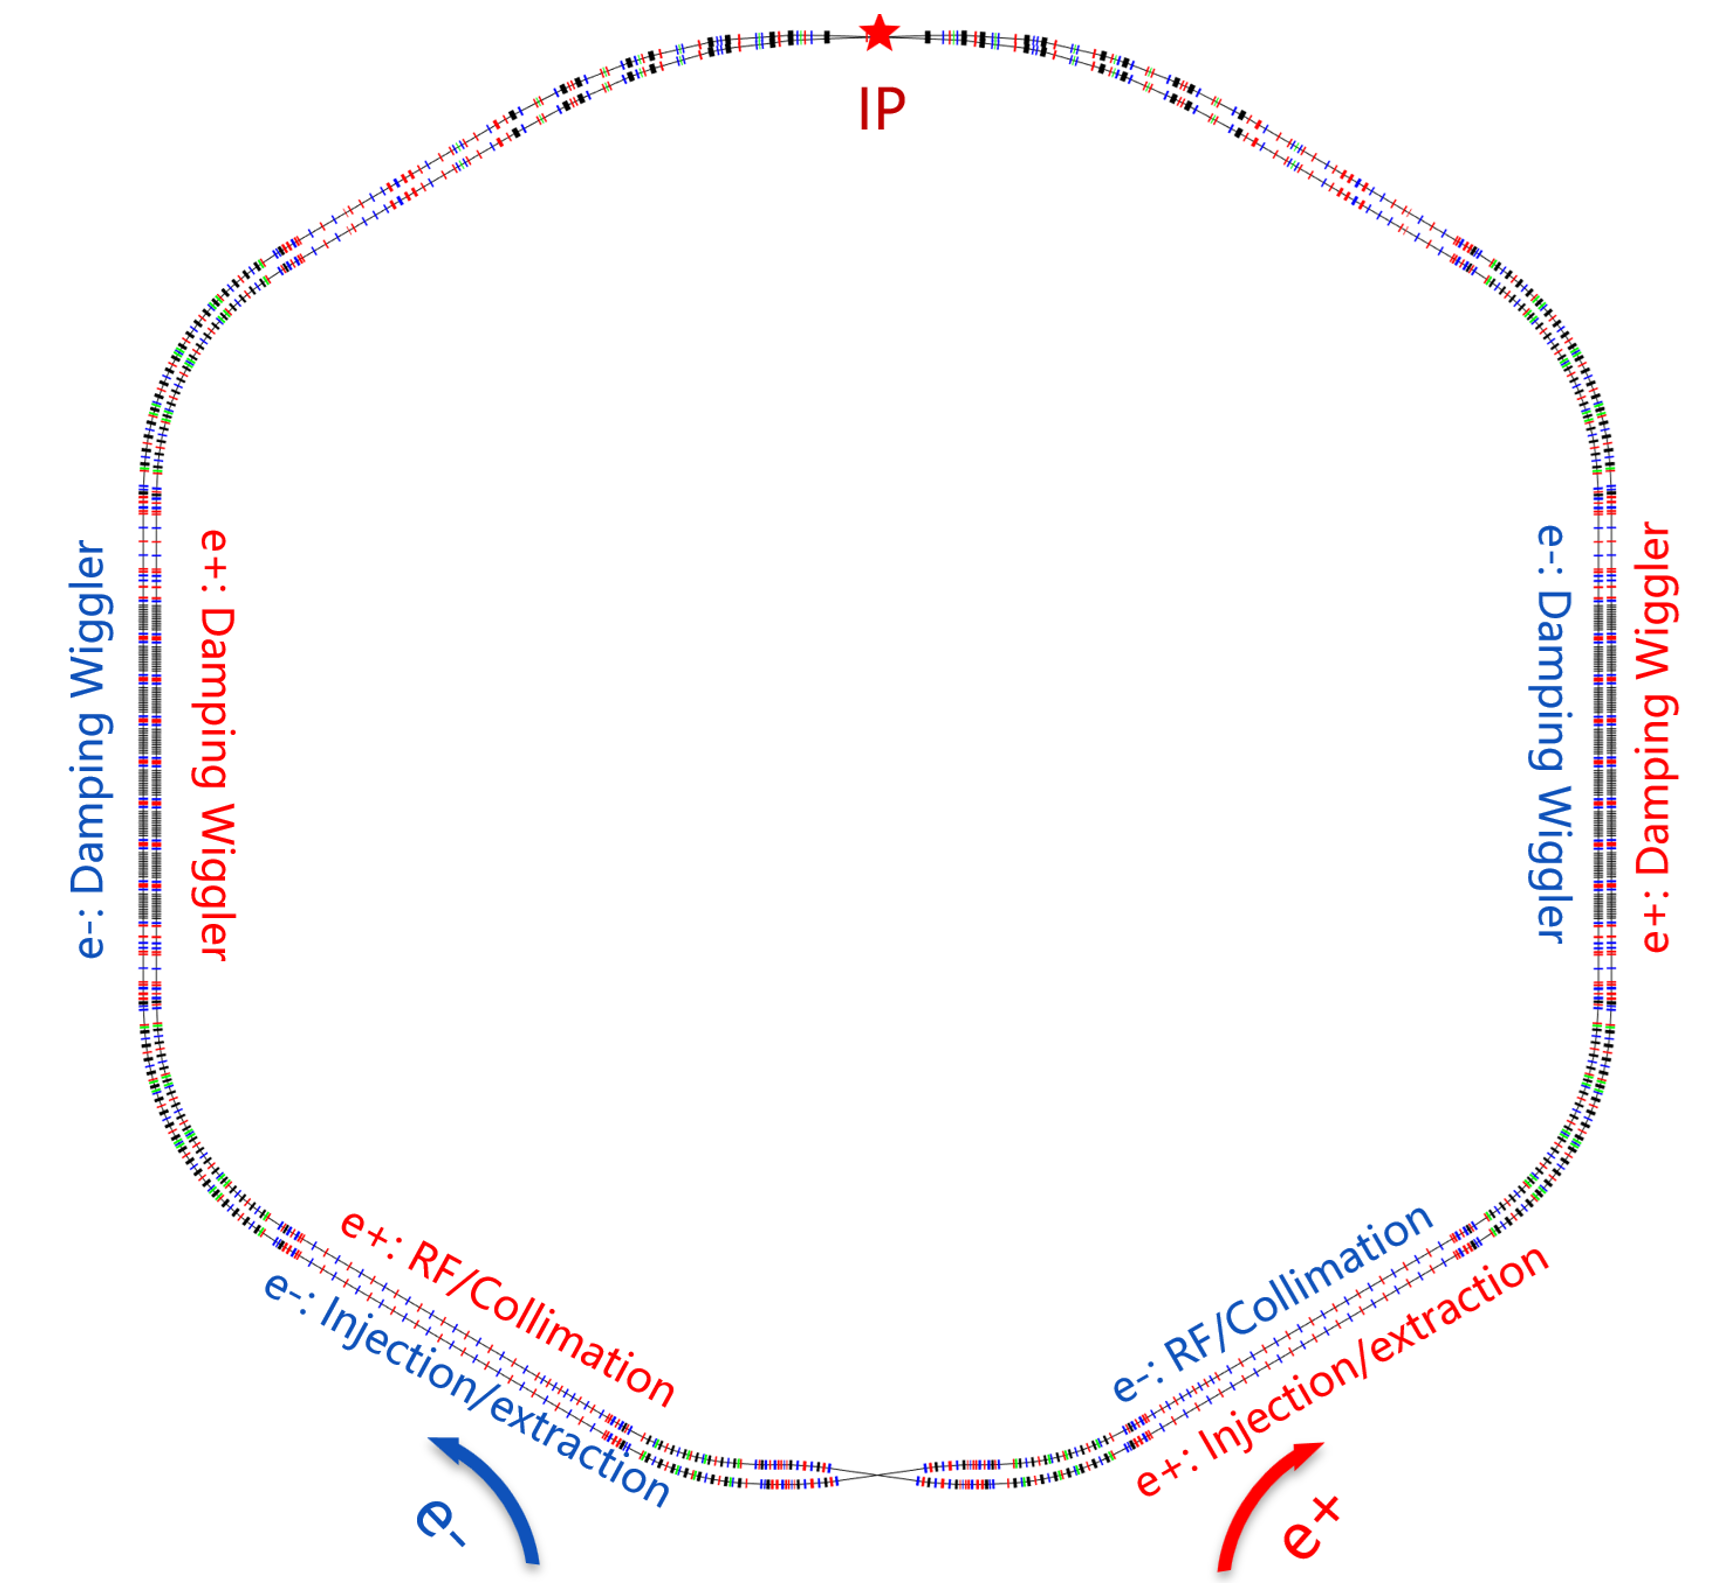 IP
e-: Damping Wiggler
e+: Damping Wiggler
e-: Damping Wiggler
e+: Damping Wiggler
e+: RF/Collimation
e-: Injection/extraction
e-: RF/Collimation
e+: Injection/extraction
e-
e+